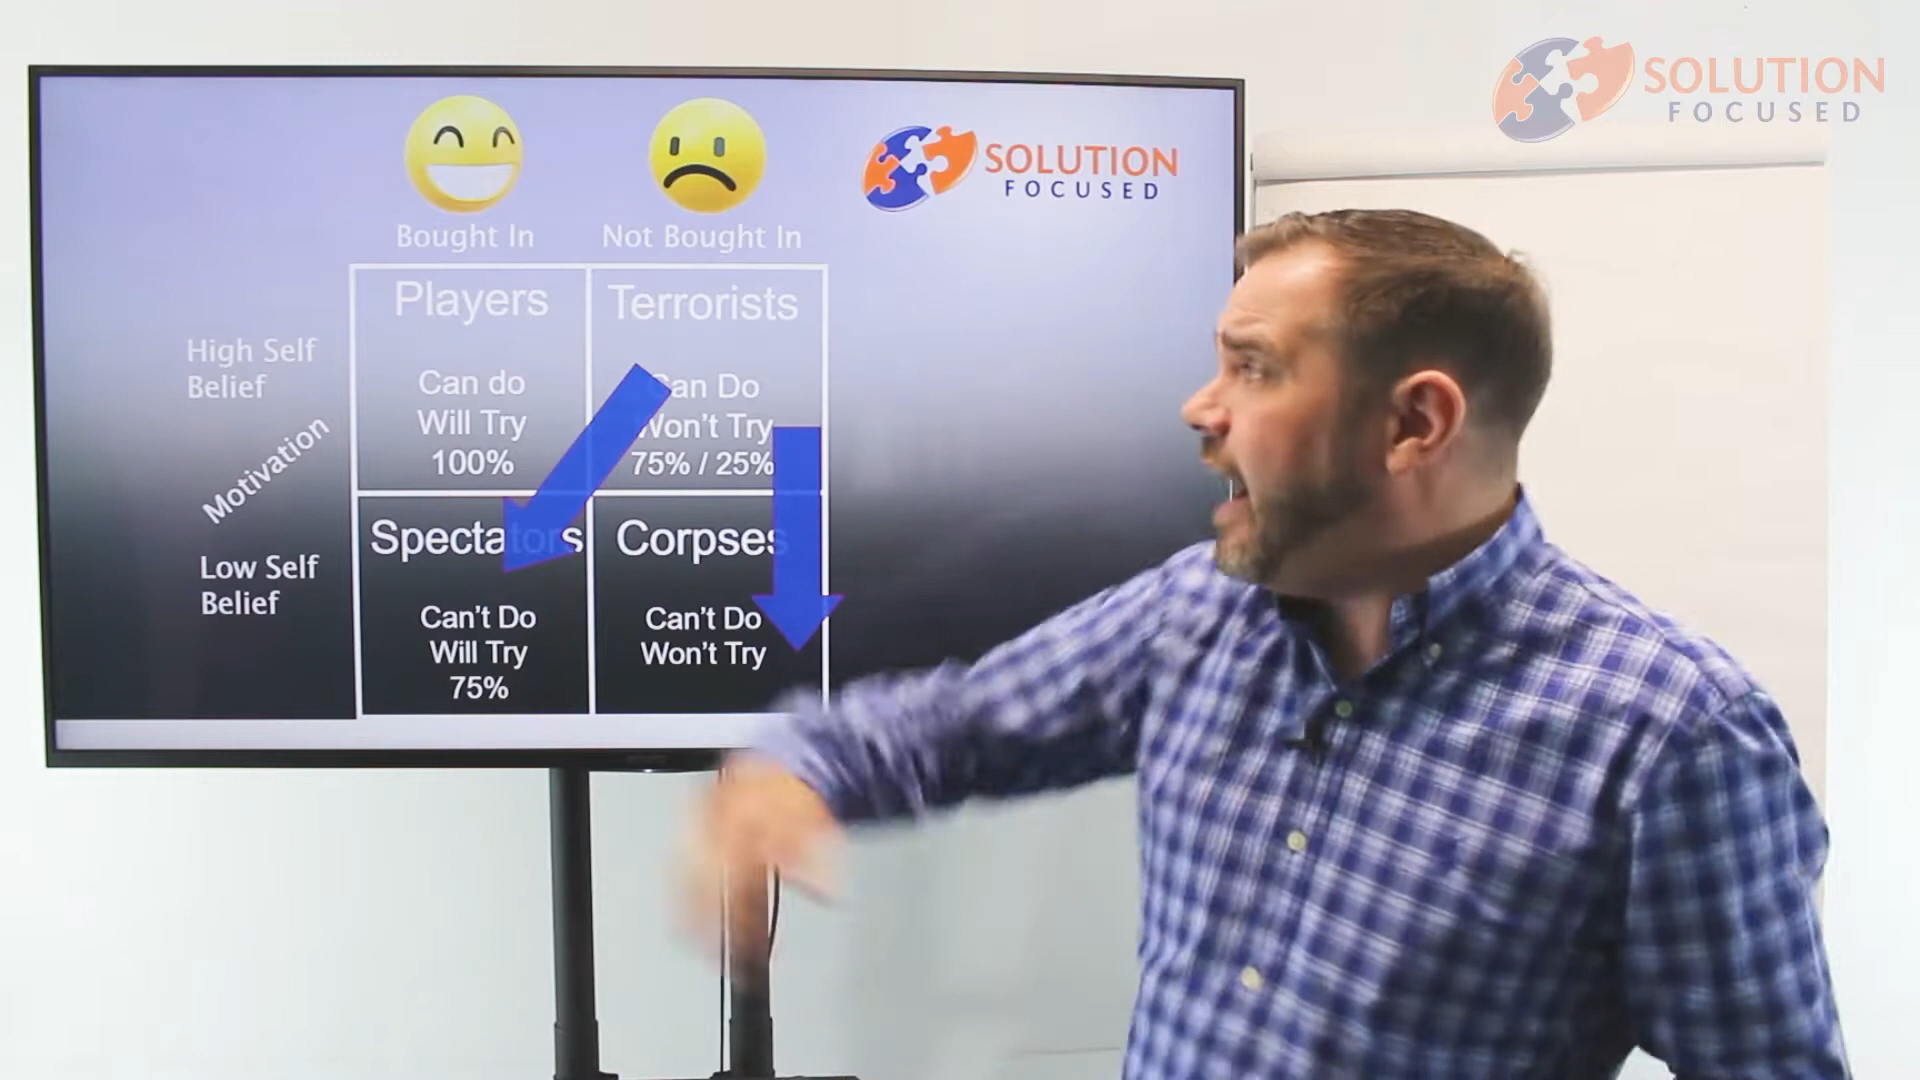 SOLUTION
FOCUSED
SOLUTION
FOCUSED
Bought In
Not Bought In
Players
Terrorists
High Self
Belief
Can do
Will Try
100%
Can Do
Won't Try
75% / 25%
Motivation
Spectators
Corpses
Low Self
Belief
Can't Do
Will Try
75%
Can't Do
Won't Try